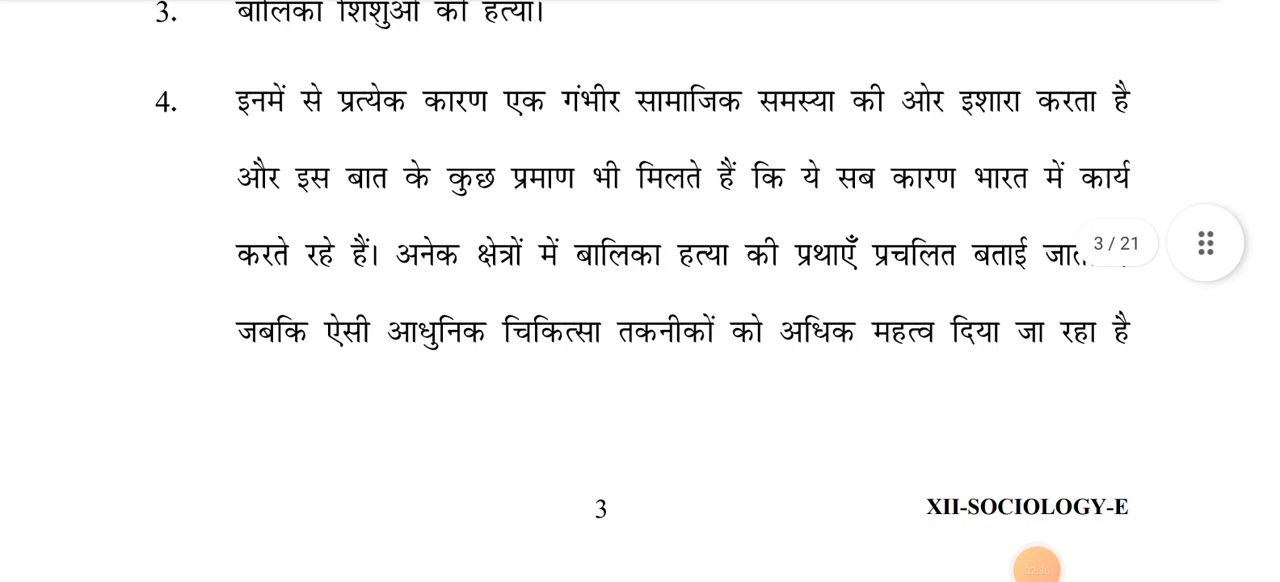 3. बालिका शिशुओं की हत्या।
4. इनमें से प्रत्येक कारण एक गंभीर सामाजिक समस्या की ओर इशारा करता है
और इस बात के कुछ प्रमाण भी मिलते हैं कि ये सब कारण भारत में कार्य
करते रहे हैं। अनेक क्षेत्रों में बालिका हत्या की प्रथाएँ प्रचलित बताई
3 / 21
जबकि ऐसी आधुनिक चिकित्सा तकनीकों को अधिक महत्व दिया जा रहा है
3 XII-SOCIOLOGY-E